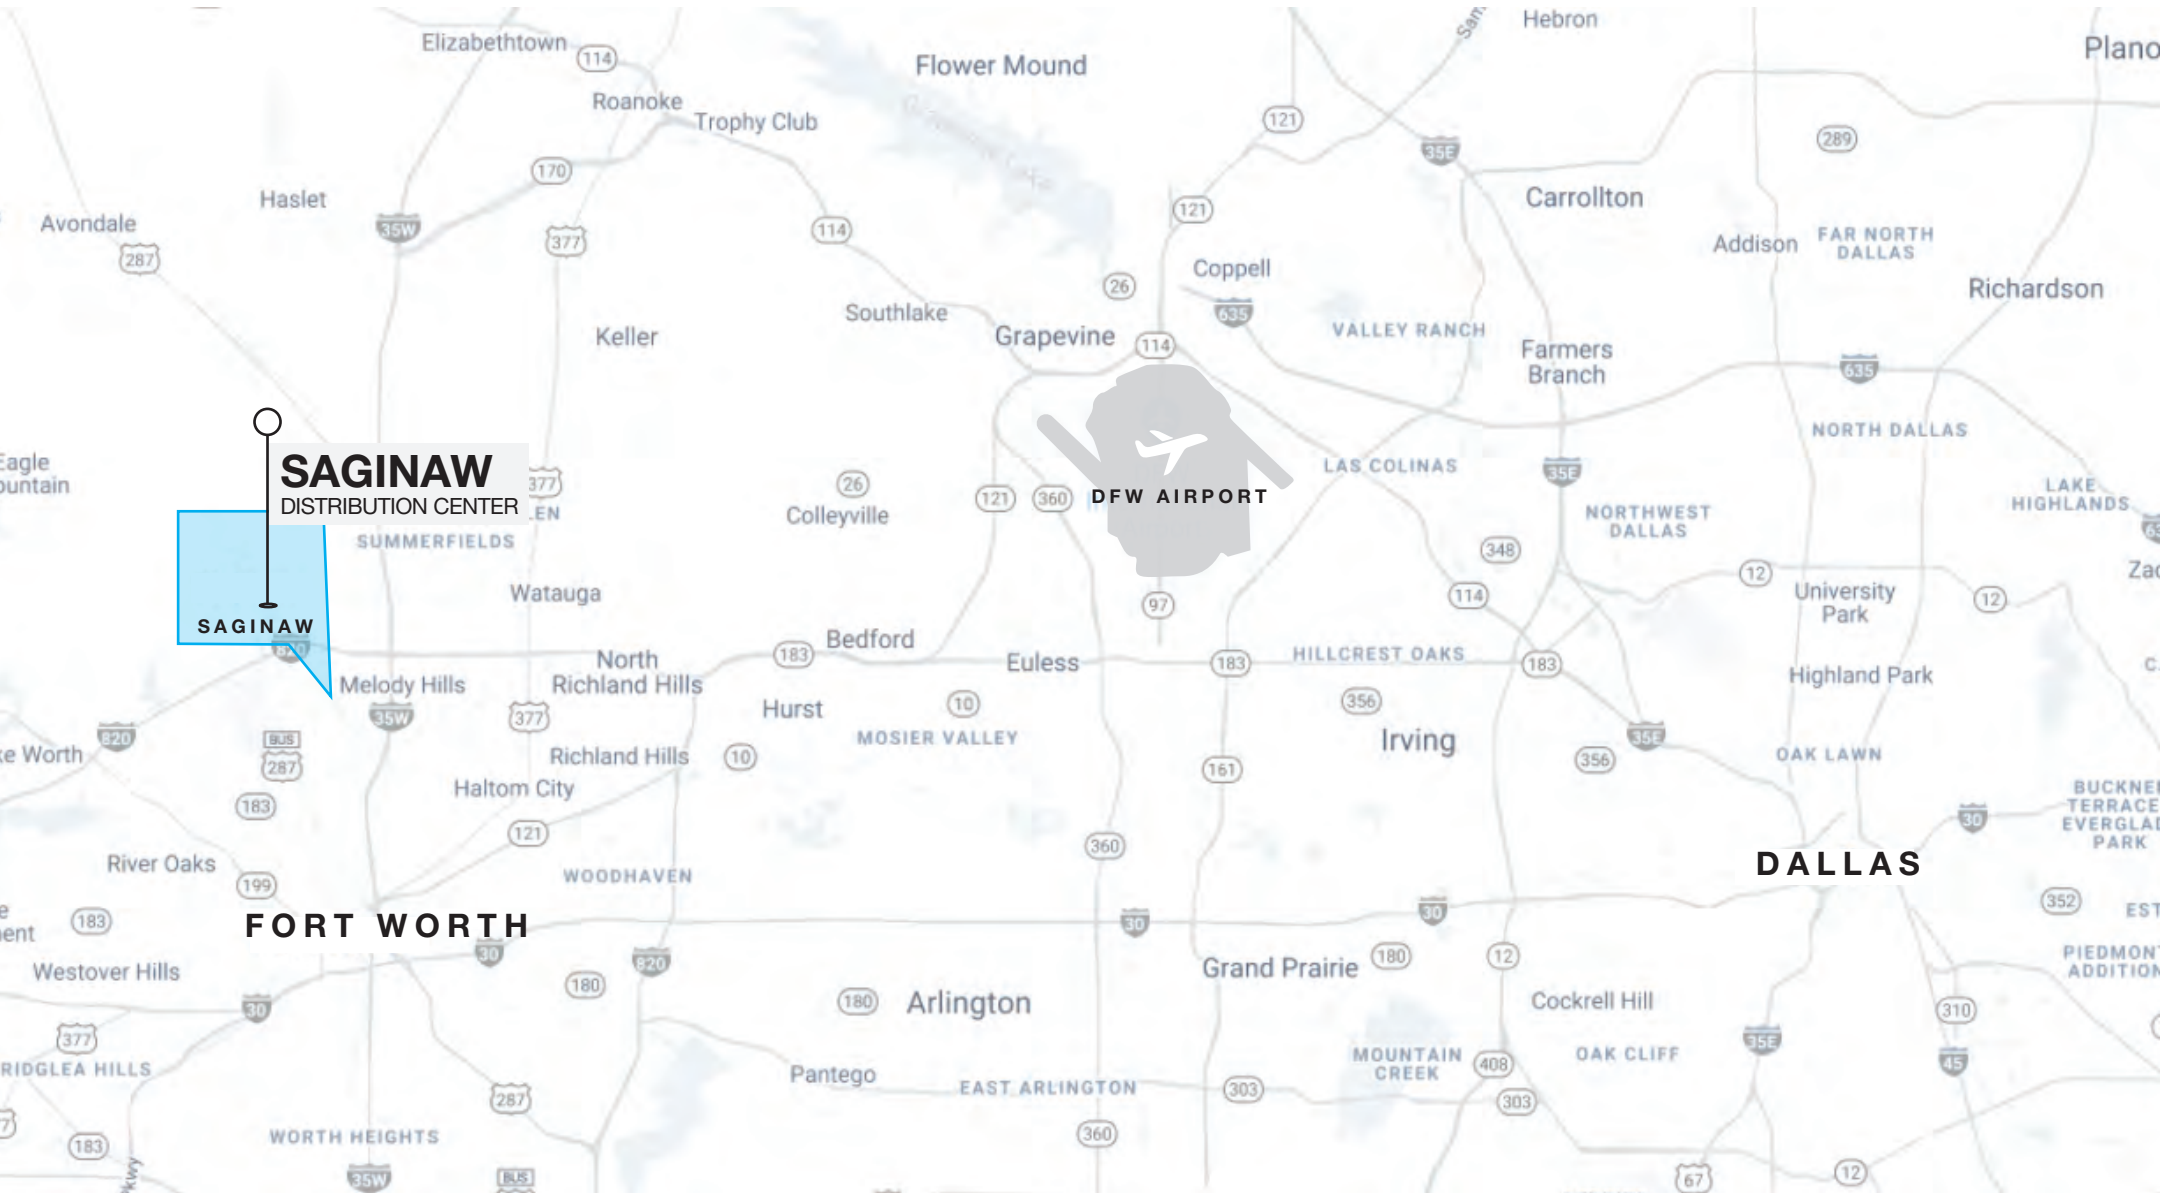 Hebron
Elizabethtown
114
Flower Mound
Plano
Roanoke
Trophy Club
121
289
35E
170
Haslet
Carrollton
121
Avondale
35W
377
114
Addison
FAR NORTH
DALLAS
287
Coppell
26
Richardson
635
Southlake
Keller
Grapevine
114
VALLEY RANCH
Farmers
Branch
635
NORTH DALLAS
SAGINAW
DISTRIBUTION CENTER
Eagle
377
26
121
360
DFW AIRPORT
LAS COLINAS
35E
LAKE
HIGHLANDS
Colleyville
NORTHWEST
DALLAS
SUMMERFIELDS
348
12
Watauga
97
114
University
Park
12
SAGINAW
820
North
Richland Hills
183
Bedford
Euless
183
HILLCREST OAKS
183
Melody Hills
Highland Park
35W
377
Hurst
10
356
820
BUS
287
MOSIER VALLEY
Irving
35E
Richland Hills
10
161
356
OAK LAWN
183
Haltom City
121
360
30
TERRACE
PARK
River Oaks
199
WOODHAVEN
DALLAS
183
FORT WORTH
30
30
30
352
Westover Hills
820
180
180
Arlington
Grand Prairie
180
12
30
Cockrell Hill
310
377
RIDGLEA HILLS
Pantego
EAST ARLINGTON
303
MOUNTAIN
CREEK
408
OAK CLIFF
35E
45
287
303
183
WORTH HEIGHTS
360
35W
BUS
67
12